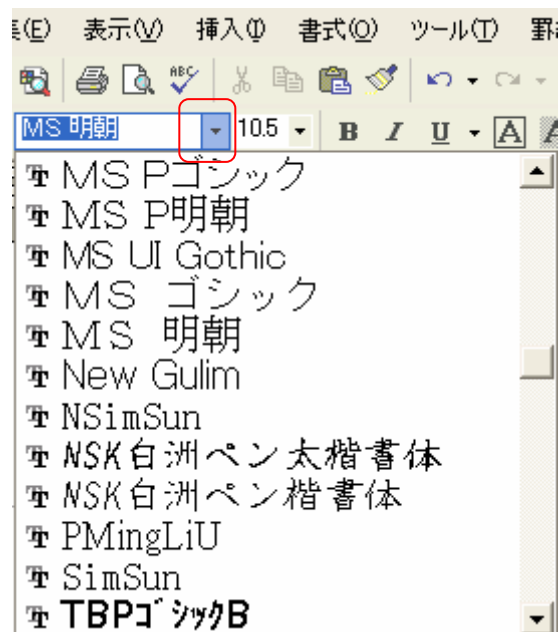 (E) 表示(V) 挿入(I) 書式(O) ツール(T) 罫
ABC
MS 明朝 10.5 B I U A A
MS Pゴシック
MS P明朝
MS UI Gothic
MS ゴシック
MS 明朝
New Gulim
NSimSun
NSK白洲ペン太楷書体
NSK白洲ペン楷書体
PMingLiU
SimSun
TBPゴシックB